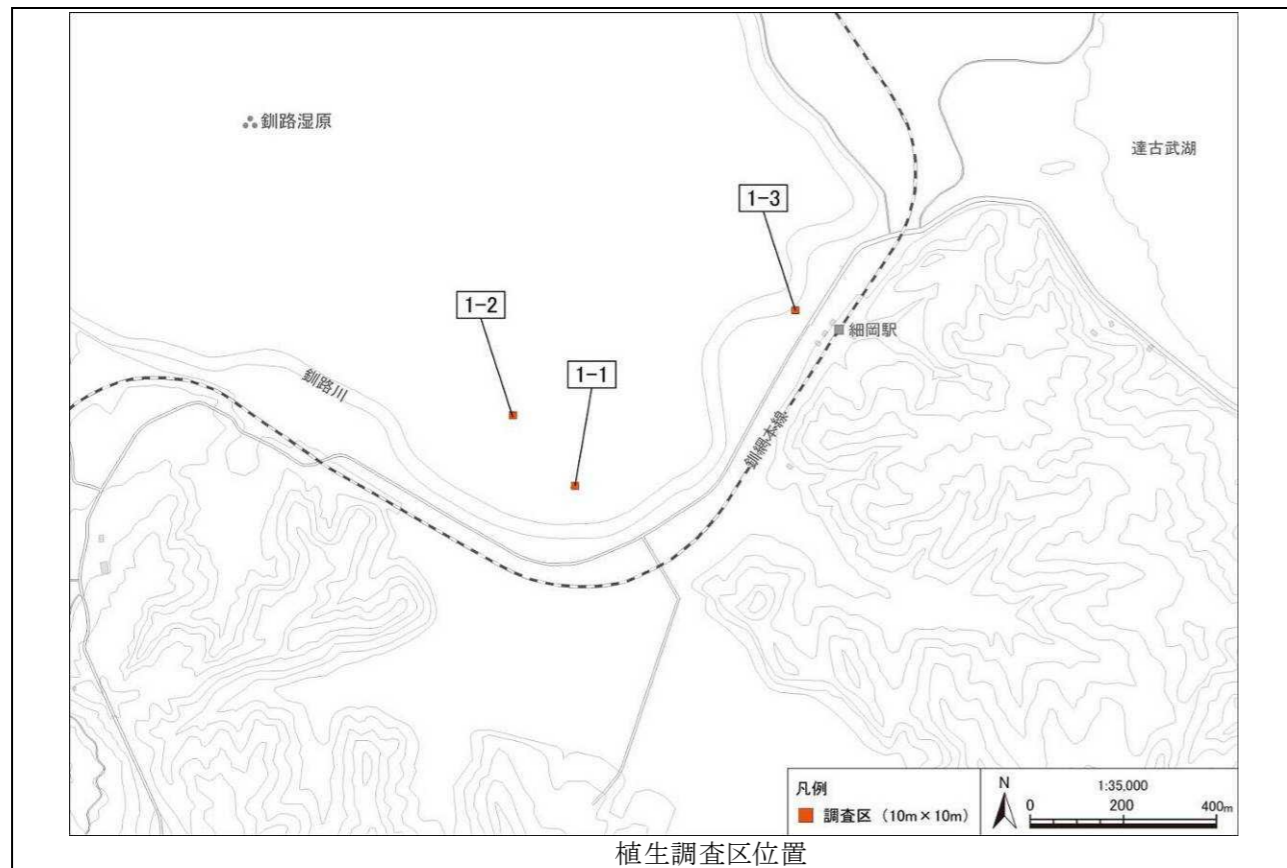 釧路湿原
達古武湖
1-3
1-2
細岡駅
1-1
釧路川
釧網本線
凡例
調査区（10m×10m）
N
1:35,000
0 200 400m
植生調査区位置